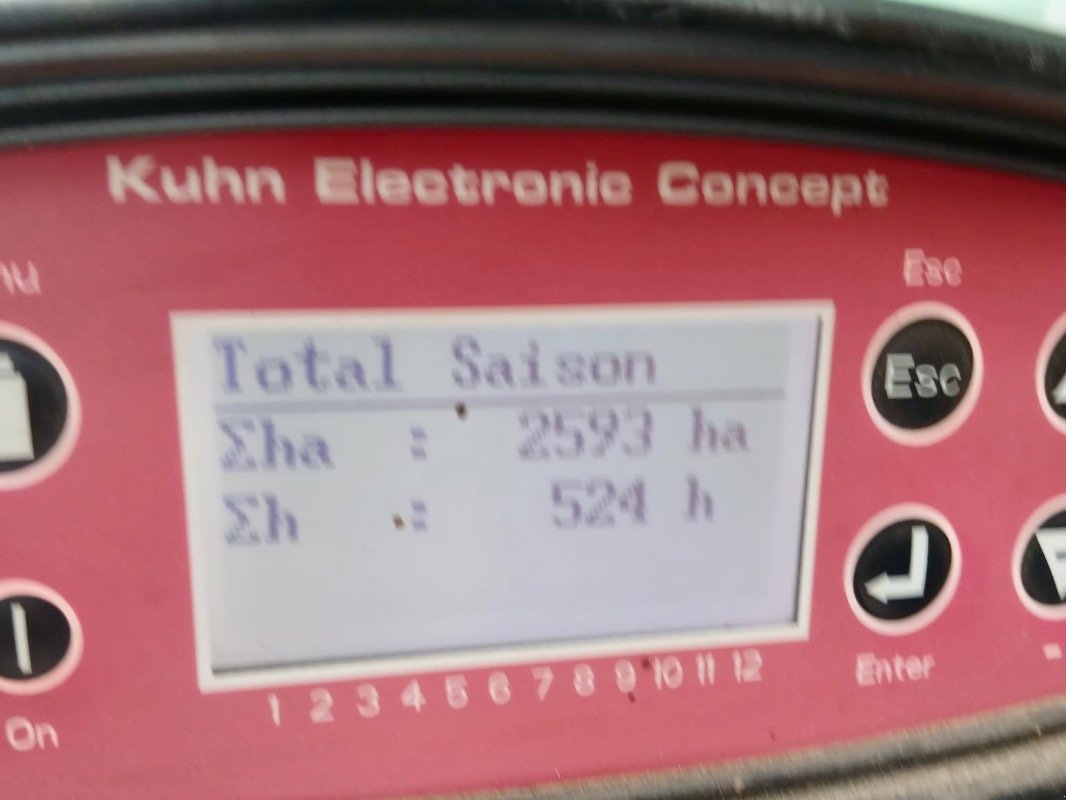 Kuhn Electronic Concept
Esc
Esc
Total Saison
Σha : 2593 ha
Σh : 524 h
1 2 3 4 5 6 7 8 9 10 11 12
Enter
On